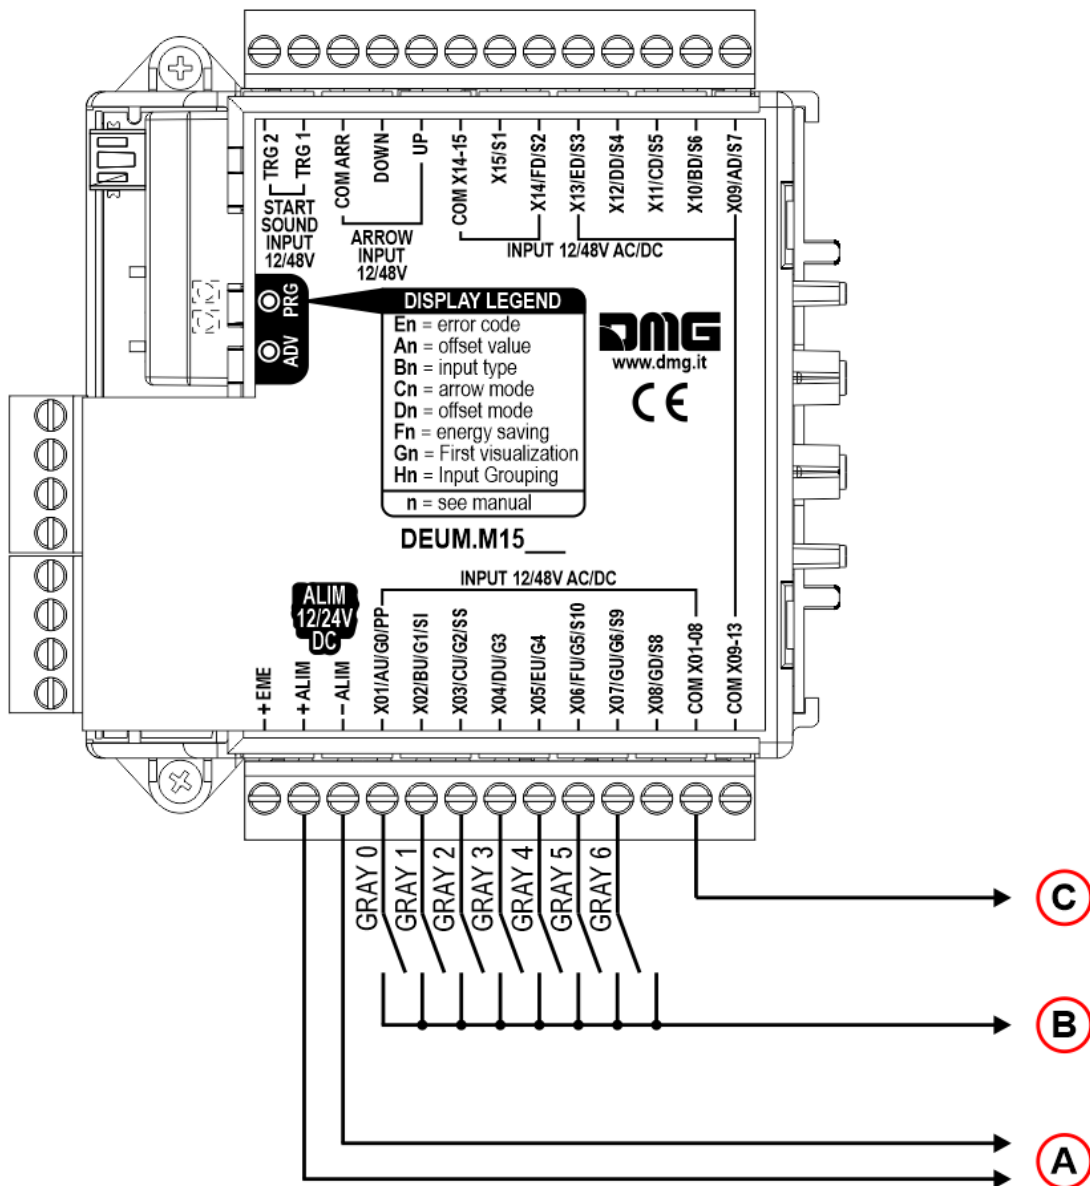 TRG 2
TRG 1
COM ARR
DOWN
UP
COM X14-15
X15/S1
X14/FD/S2
X13/ED/S3
X12/DD/S4
X11/CD/S5
X10/BD/S6
X09/AD/S7
START
SOUND
INPUT
12/48V
ARROW
INPUT
12/48V
INPUT 12/48V AC/DC
PRG
ADV
DISPLAY LEGEND
En = error code
An = offset value
Bn = input type
Cn = arrow mode
Dn = offset mode
Fn = energy saving
Gn = First visualization
Hn = Input Grouping
n = see manual
DMG
www.dmg.it
CE
DEUM.M15___
INPUT 12/48V AC/DC
ALIM
12/24V
DC
+EME
+ALIM
-ALIM
X01/AU/G0/PP
X02/BU/G1/SI
X03/CU/G2/SS
X04/DU/G3
X05/EU/G4
X06/FU/G5/S10
X07/GU/G6/S9
X08/GD/S8
COM X01-08
COM X09-13
GRAY 0
GRAY 1
GRAY 2
GRAY 3
GRAY 4
GRAY 5
GRAY 6
C
B
A